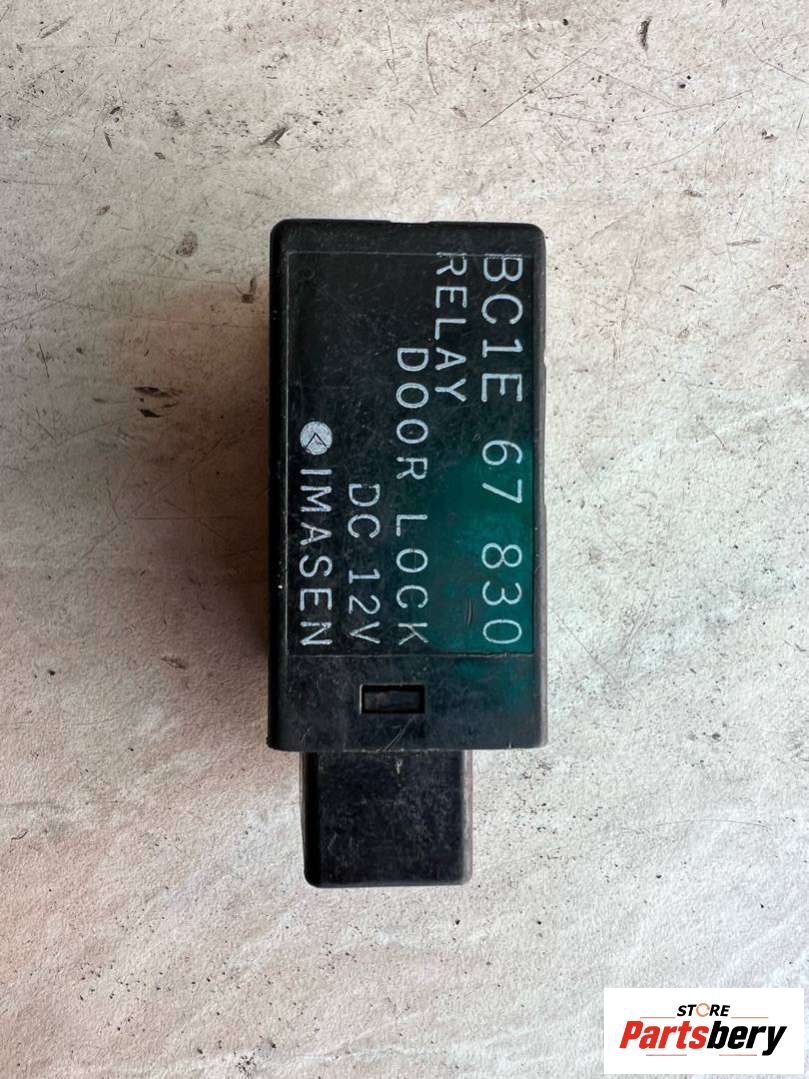 BC1E 67 830
RELAY
DOOR LOCK
DC 12V
IMASEN
STORE
Partsbery